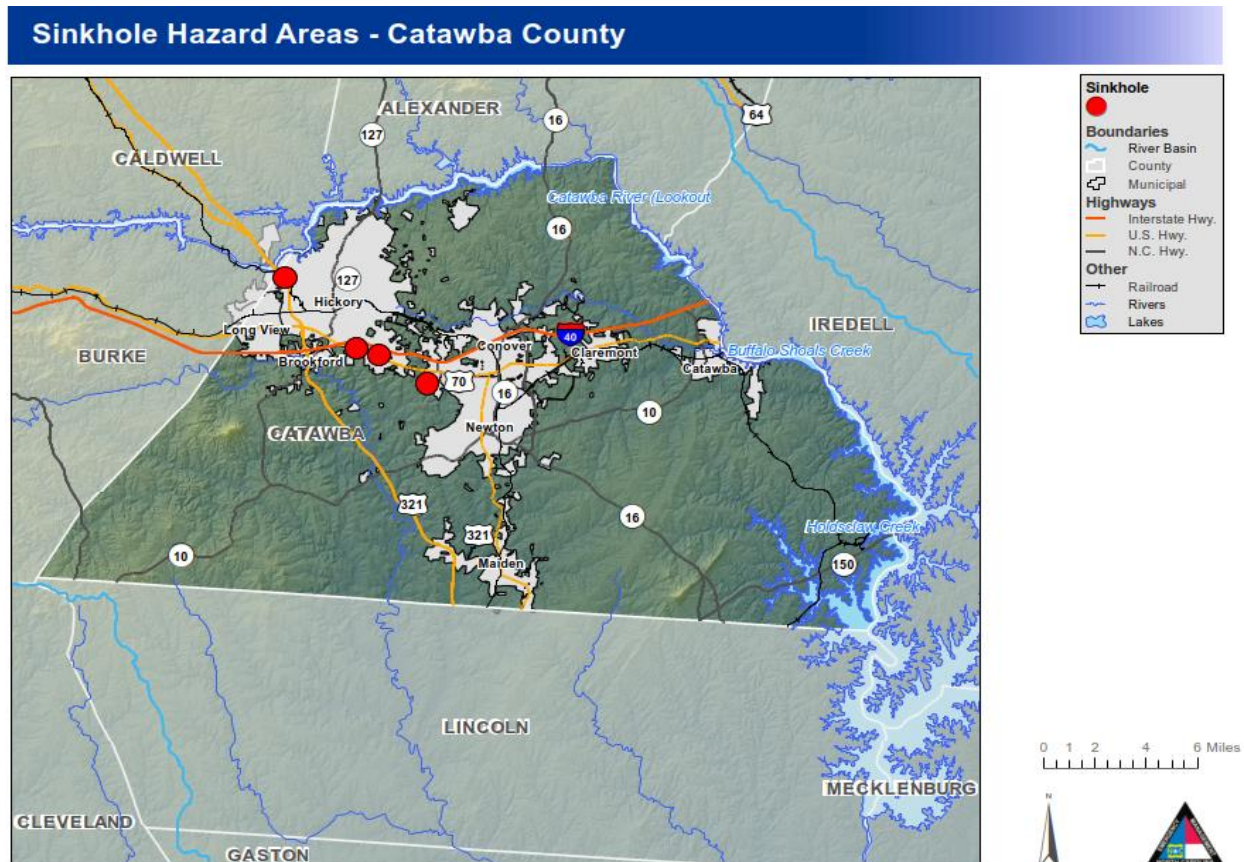 Sinkhole Hazard Areas - Catawba County
ALEXANDER
127
16
64
CALDWELL
Catawba River (Lookout
16
127
Hickory
IREDELL
Long View
40
BURKE
Brookford
Conover
Claremont
Buffalo Shoals Creek
Catawba
70
16
10
CATAWBA
Newton
321
16
321
Holdsclaw Creek
10
Maiden
150
LINCOLN
MECKLENBURG
CLEVELAND
GASTON
Sinkhole
Boundaries
River Basin
County
Municipal
Highways
Interstate Hwy.
U.S. Hwy.
N.C. Hwy.
Other
Railroad
Rivers
Lakes
0 1 2 4 6 Miles
N